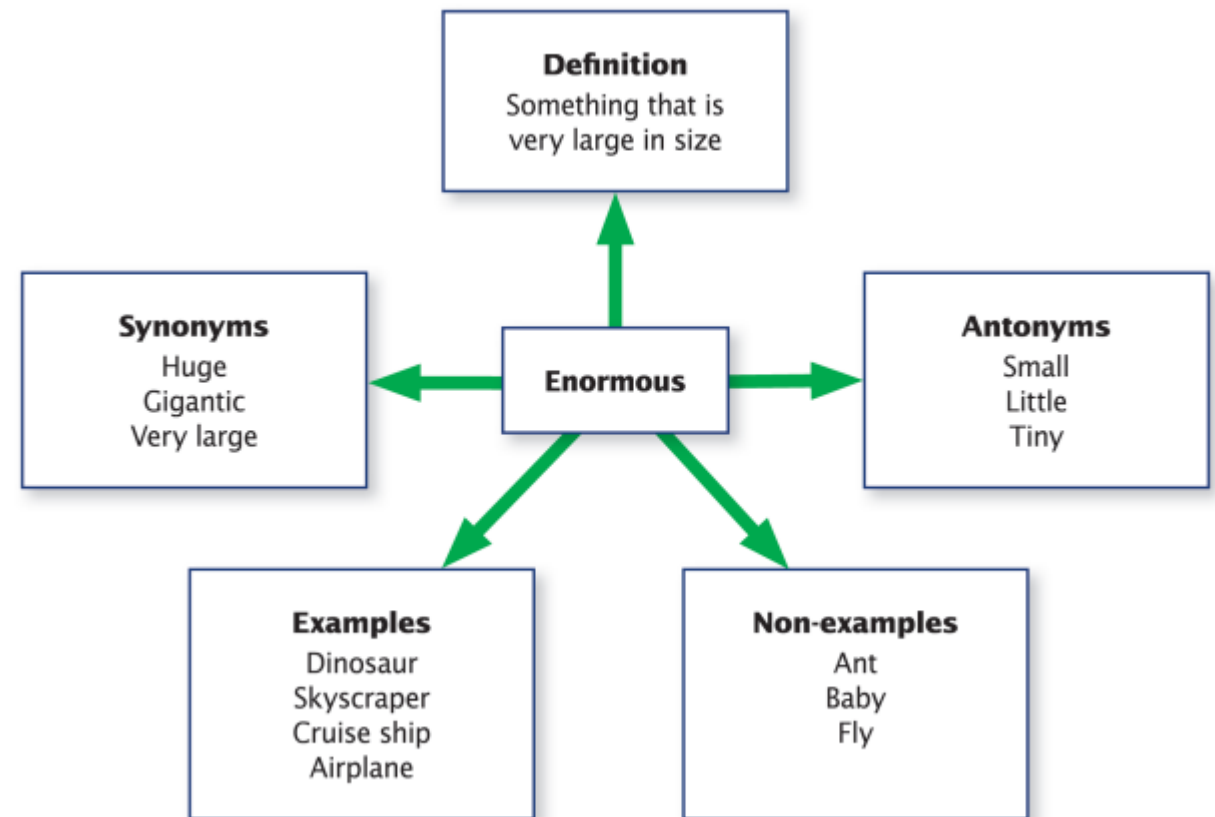 Definition
Something that is
very large in size
Synonyms
Huge
Gigantic
Very large
Enormous
Antonyms
Small
Little
Tiny
Examples
Dinosaur
Skyscraper
Cruise ship
Airplane
Non-examples
Ant
Baby
Fly